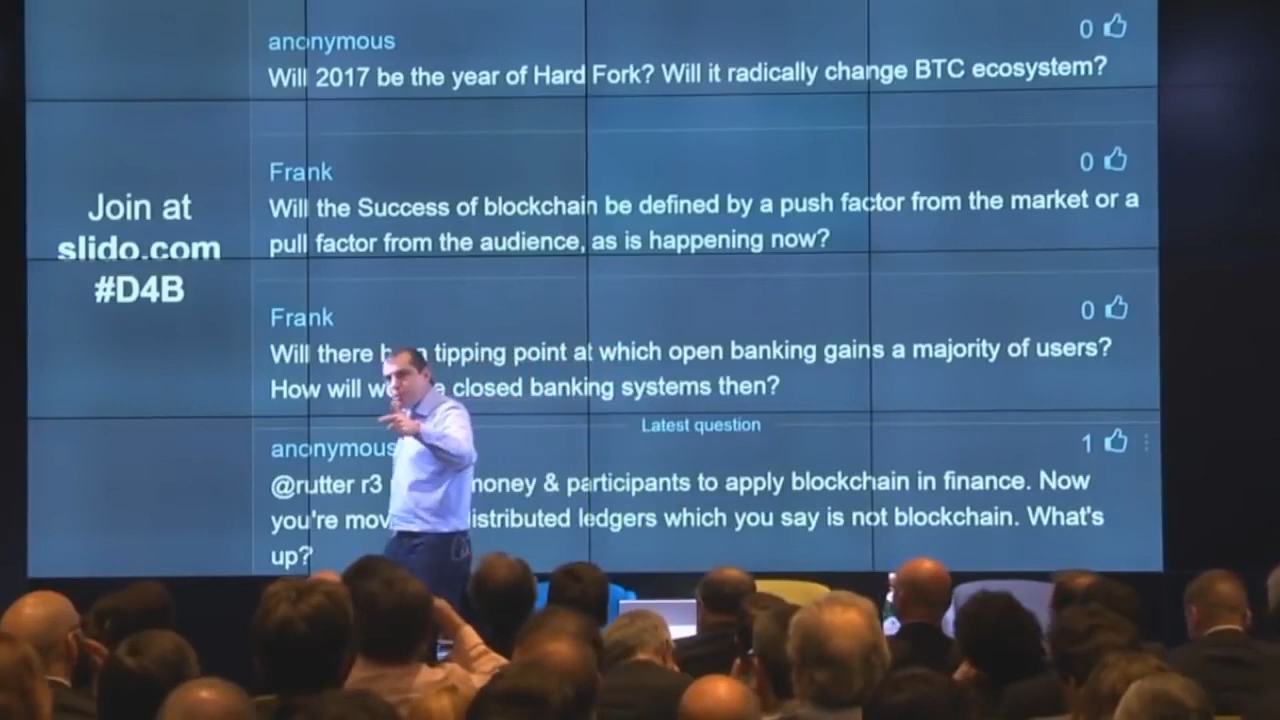 anonymous
0
Will 2017 be the year of Hard Fork? Will it radically change BTC ecosystem?
Join at
slido.com
#D4B
Frank
0
Will the Success of blockchain be defined by a push factor from the market or a
pull factor from the audience, as is happening now?
Frank
0
Will there tipping point at which open banking gains a majority of users?
How will closed banking systems then?
Latest question
anonymous
1
@rutter r3 money & participants to apply blockchain in finance. Now
you're distributed ledgers which you say is not blockchain. What's
up?